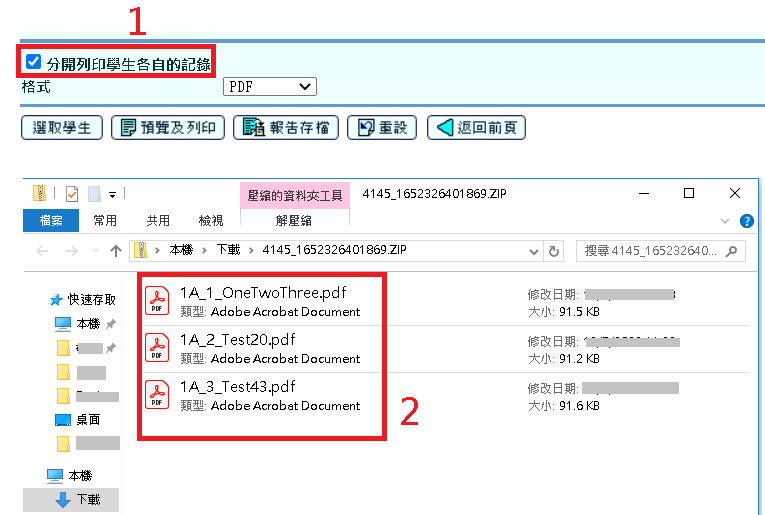 1
分開列印學生各自的記錄
格式 PDF
選取學生 預覽及列印 報告存檔 重設 返回前頁
壓縮的資料夾工具 4145_1652326401869.ZIP
檔案 常用 共用 檢視 解壓縮
本機 下載 4145_1652326401869.ZIP 搜尋 4145_165232640...
快速存取
本機
桌面
本機
下載
1A_1_OneTwoThree.pdf 修改日期:
類型: Adobe Acrobat Document 大小: 91.5 KB
1A_2_Test20.pdf 修改日期:
類型: Adobe Acrobat Document 大小: 91.2 KB
1A_3_Test43.pdf 修改日期:
類型: Adobe Acrobat Document 大小: 91.6 KB
2